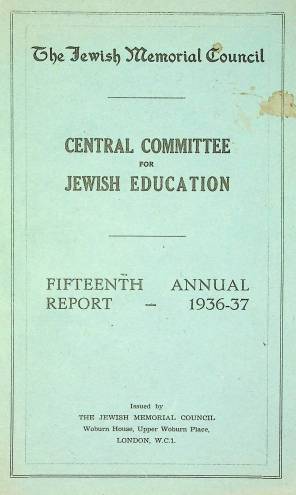 The Jewish Memorial Council
CENTRAL COMMITTEE
FOR
JEWISH EDUCATION
FIFTEENTH ANNUAL
REPORT - 1936-37
Issued by
THE JEWISH MEMORIAL COUNCIL
Woburn House, Upper Woburn Place,
LONDON, W.C.1.